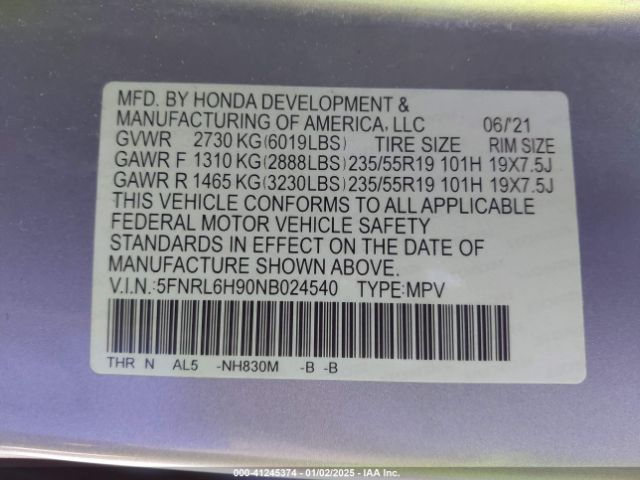 MFD. BY HONDA DEVELOPMENT &
MANUFACTURING OF AMERICA, LLC 06/'21
GVWR 2730 KG(6019LBS) TIRE SIZE RIM SIZE
GAWR F 1310 KG(2888LBS) 235/55R19 101H 19X7.5J
GAWR R 1465 KG(3230LBS) 235/55R19 101H 19X7.5J
THIS VEHICLE CONFORMS TO ALL APPLICABLE
FEDERAL MOTOR VEHICLE SAFETY
STANDARDS IN EFFECT ON THE DATE OF
MANUFACTURE SHOWN ABOVE.
V.I.N.:5FNRL6H90NB024540 TYPE:MPV
THR N AL5 -NH830M -B -B
000-41245374 - 01/02/2025 - IAA Inc.